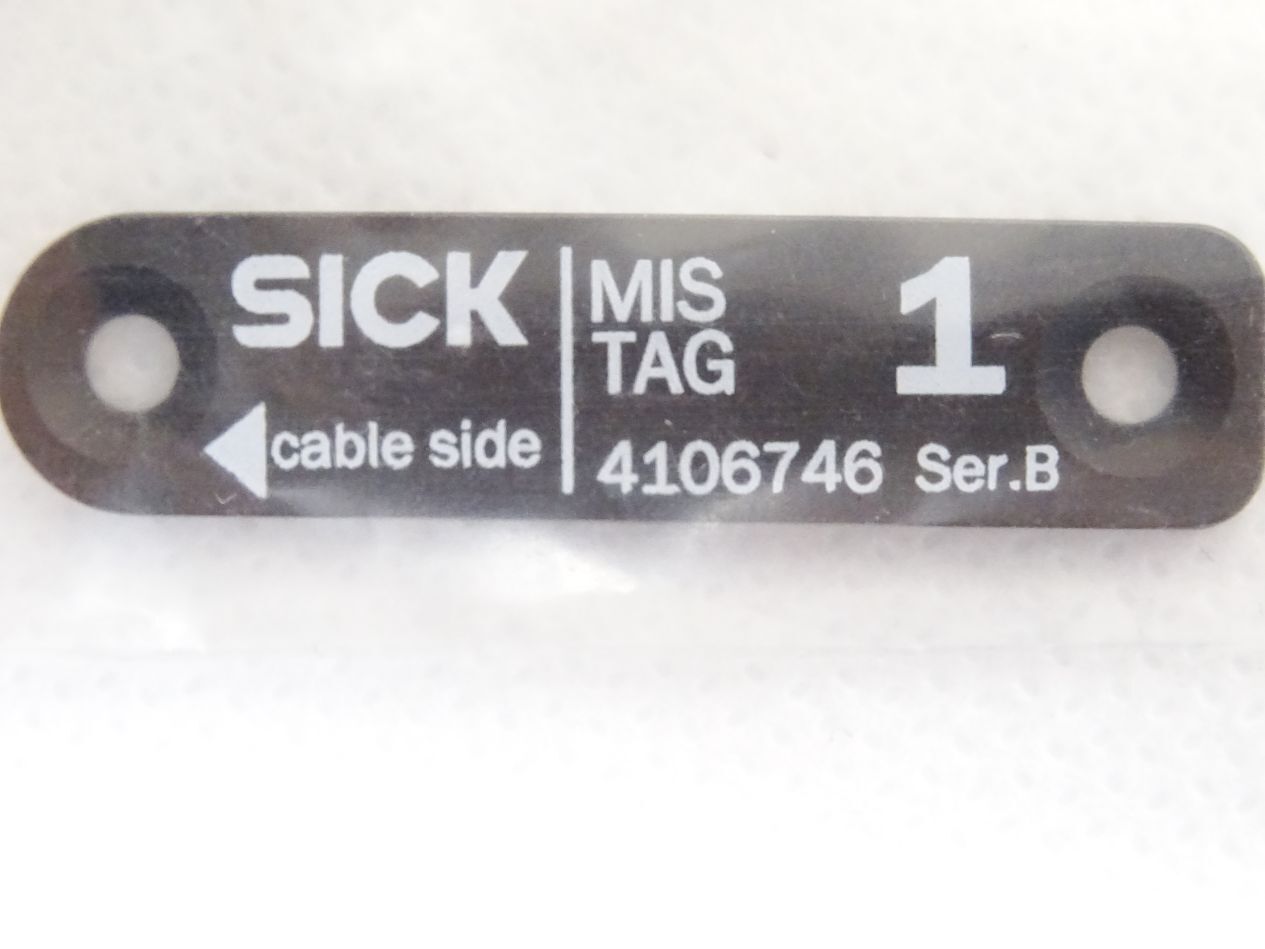 SICK
cable side
MIS
TAG
1
4106746 Ser.B